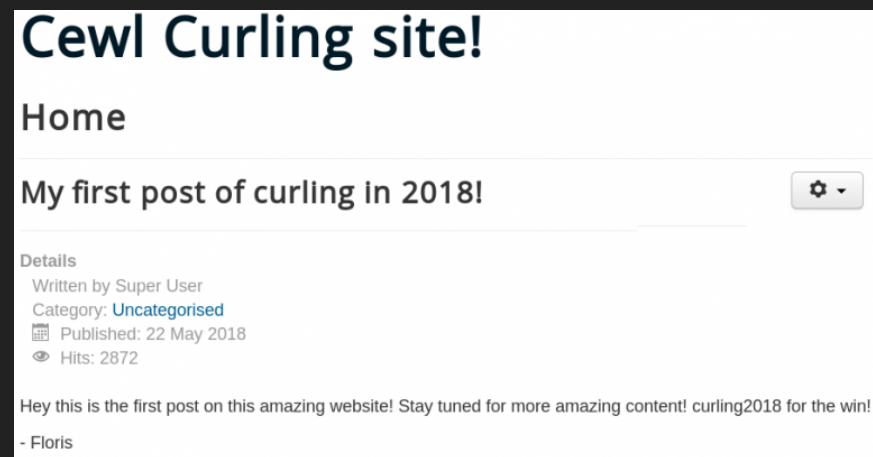 Cewl Curling site!
Home
My first post of curling in 2018!
Details
Written by Super User
Category: Uncategorised
Published: 22 May 2018
Hits: 2872
Hey this is the first post on this amazing website! Stay tuned for more amazing content! curling2018 for the win!
- Floris